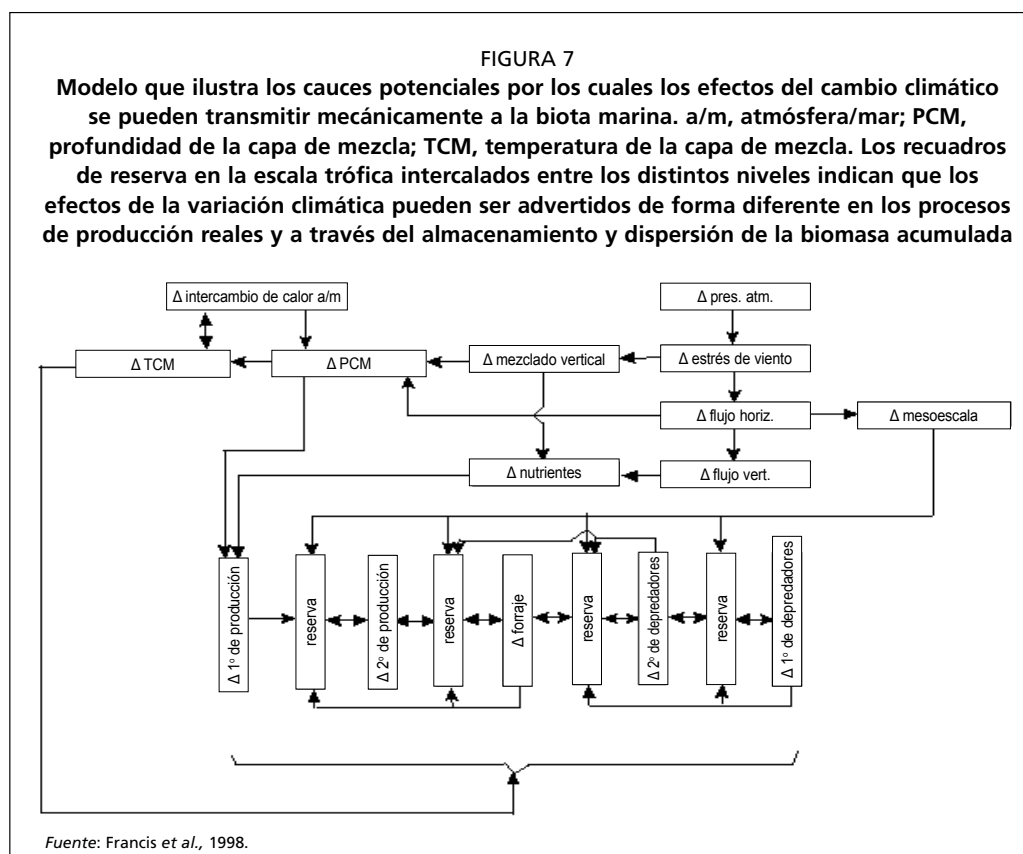 FIGURA 7
Modelo que ilustra los cauces potenciales por los cuales los efectos del cambio climático
se pueden transmitir mecánicamente a la biota marina. a/m, atmósfera/mar; PCM,
profundidad de la capa de mezcla; TCM, temperatura de la capa de mezcla. Los recuadros
de reserva en la escala trófica intercalados entre los distintos niveles indican que los
efectos de la variación climática pueden ser advertidos de forma diferente en los procesos
de producción reales y a través del almacenamiento y dispersión de la biomasa acumulada
Δ intercambio de calor a/m
Δ pres. atm.
Δ TCM
Δ PCM
Δ mezclado vertical
Δ estrés de viento
Δ flujo horiz.
Δ mesoescala
Δ nutrientes
Δ flujo vert.
Δ 1º de producción
reserva
Δ 2º de producción
reserva
Δ forraje
reserva
Δ 2º de depredadores
reserva
Δ 1º de depredadores
Fuente: Francis et al., 1998.